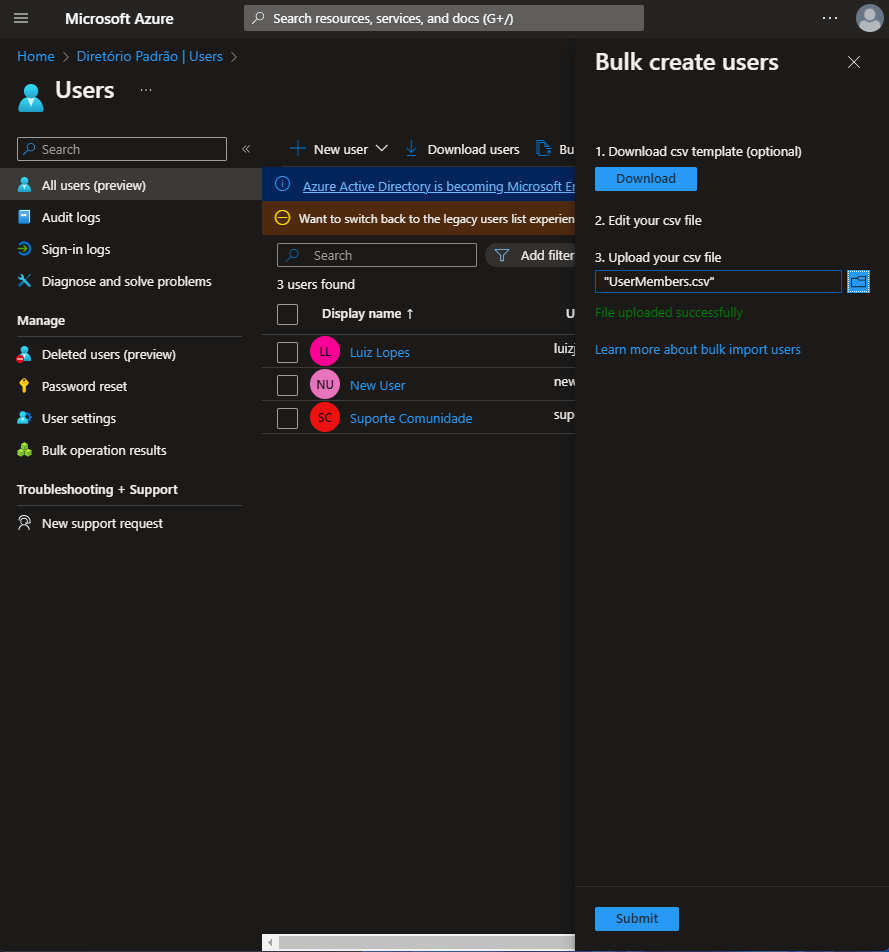 Microsoft Azure
Search resources, services, and docs (G+/)
Home > Diretório Padrão | Users >
Users
Search
All users (preview)
Audit logs
Sign-in logs
Diagnose and solve problems
Manage
Deleted users (preview)
Password reset
User settings
Bulk operation results
Troubleshooting + Support
New support request
New user
Download users
Bu
Azure Active Directory is becoming Microsoft En
Want to switch back to the legacy users list experien
Search
Add filter
3 users found
Display name ↑
U
LL Luiz Lopes luizj
NU New User new
SC Suporte Comunidade sup
Bulk create users
1. Download csv template (optional)
Download
2. Edit your csv file
3. Upload your csv file
"UserMembers.csv"
File uploaded successfully
Learn more about bulk import users
Submit